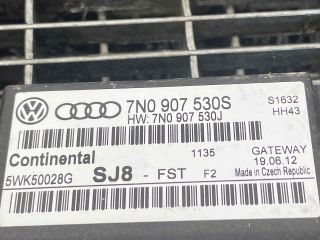 7N0 907 530S
HW: 7N0 907 530J
S1632
HH43
Continental
1135
GATEWAY
19.06.12
5WK50028G
SJ8 - FST F2
Made in Czech Republic